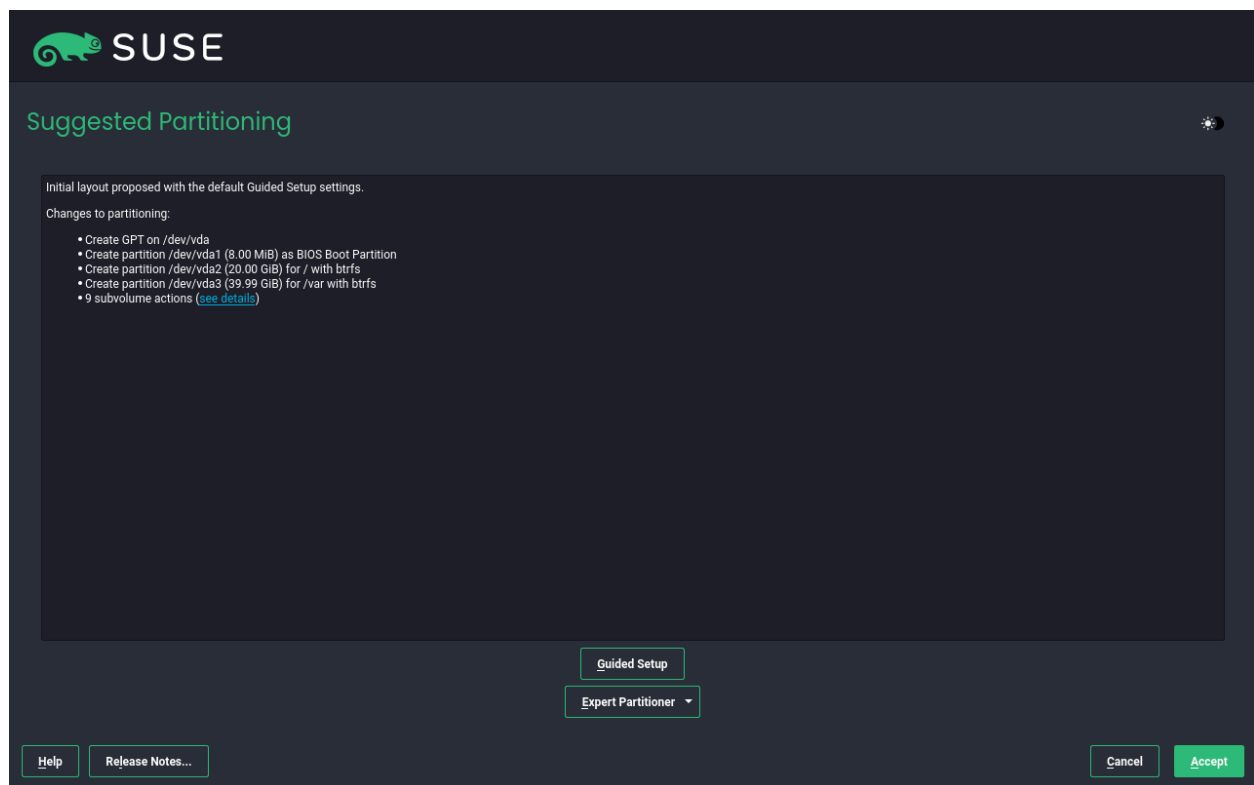 SUSE
Suggested Partitioning
Initial layout proposed with the default Guided Setup settings.
Changes to partitioning:
• Create GPT on /dev/vda
• Create partition /dev/vda1 (8.00 MiB) as BIOS Boot Partition
• Create partition /dev/vda2 (20.00 GiB) for / with btrfs
• Create partition /dev/vda3 (39.99 GiB) for /var with btrfs
• 9 subvolume actions (see details)
Guided Setup
Expert Partitioner
Help
Release Notes...
Cancel
Accept